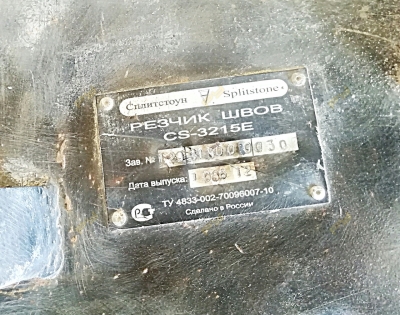 Сплитстоун Splitstone
РЕЗЧИК ШВОВ
CS-3215E
Зав. №
Дата выпуска:
ТУ 4833-002-70096007-10
Сделано в России